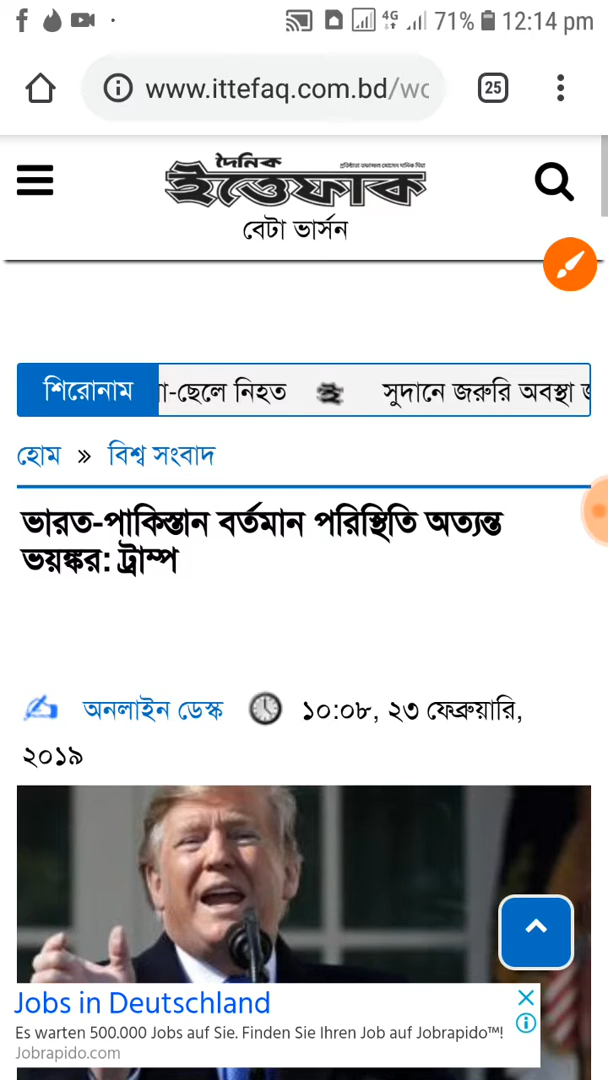 4G 71% 12:14 pm
www.ittefaq.com.bd/wo
25
দৈনিক
ইত্তেফাক
বেটা ভার্সন
শিরোনাম া-ছেলে নিহত সুদানে জরুরি অবস্থা
হোম » বিশ্ব সংবাদ
ভারত-পাকিস্তান বর্তমান পরিস্থিতি অত্যন্ত
ভয়ঙ্কর: ট্রাম্প
অনলাইন ডেস্ক ১০:০৮, ২৩ ফেব্রুয়ারি,
২০১৯
Jobs in Deutschland
Es warten 500.000 Jobs auf Sie. Finden Sie Ihren Job auf Jobrapido™!
Jobrapido.com